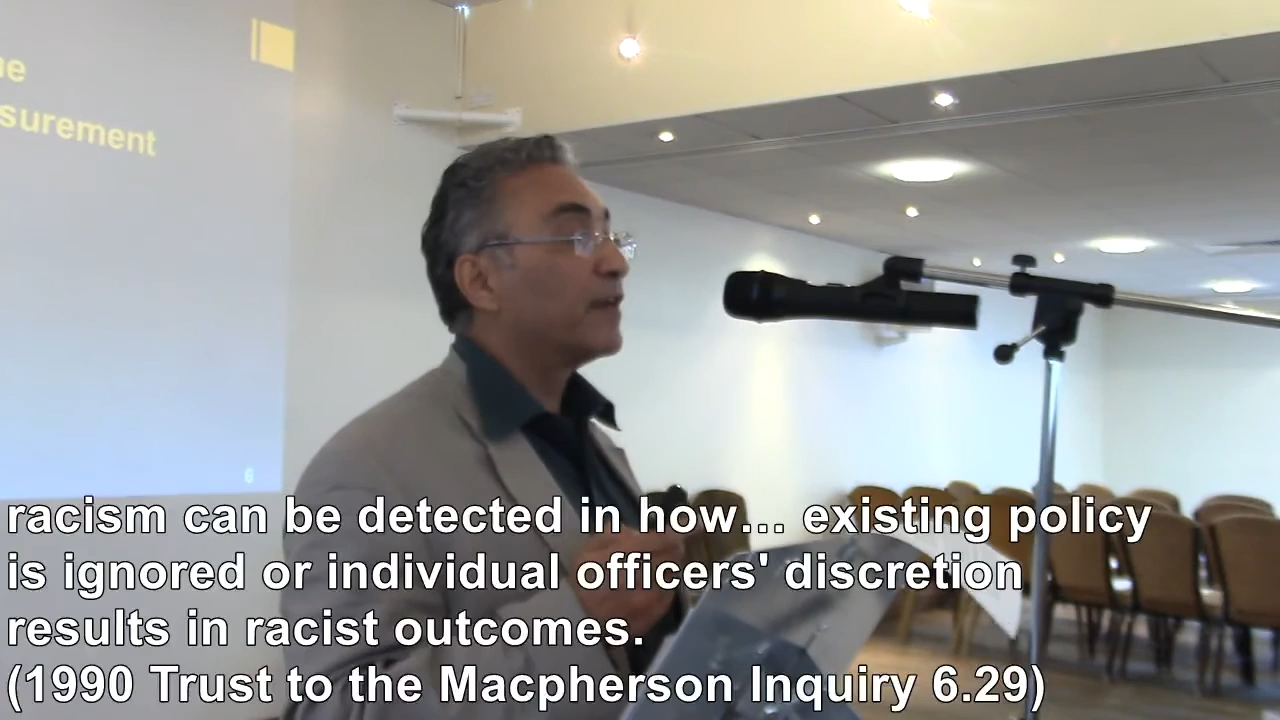 surement
6
racism can be detected in how... existing policy
is ignored or individual officers' discretion
results in racist outcomes.
(1990 Trust to the Macpherson Inquiry 6.29)